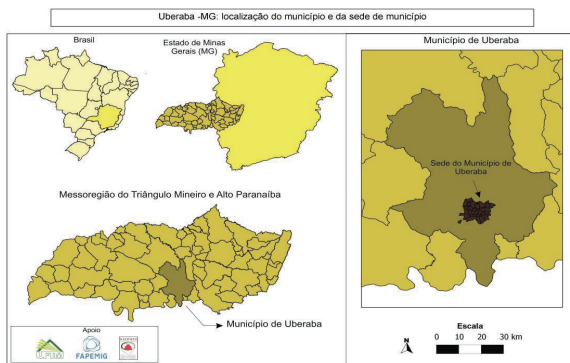 Uberaba -MG: localização do município e da sede de município
Brasil
Estado de Minas
Gerais (MG)
Messoregião do Triângulo Mineiro e Alto Paranaíba
Município de Uberaba
Apoio
UFTM
FAPEMIG
Município de Uberaba
Sede do Município de
Uberaba
N
Escala
0 10 20 30 km